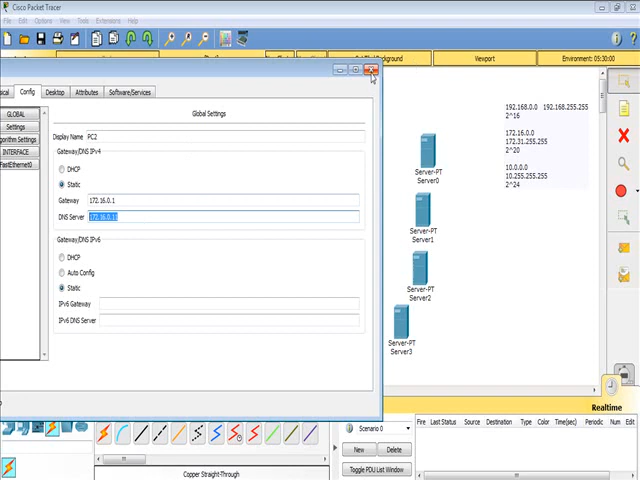 Cisco Packet Tracer
File Edit Options View Tools Extensions Help
Viewport
Environment: 05:30:00
Config Desktop Attributes Software/Services
GLOBAL
Settings
INTERFACE
FastEthernet0
Global Settings
Display Name PC2
Gateway/DNS IPv4
DHCP
Static
Gateway 172.16.0.1
DNS Server
Gateway/DNS IPv6
DHCP
Auto Config
Static
IPv6 Gateway
IPv6 DNS Server
Server-PT
Server0
Server-PT
Server1
Server-PT
Server2
Server-PT
Server3
192.168.0.0 192.168.255.255
2^16
172.16.0.0
172.31.255.255
2^20
10.0.0.0
10.255.255.255
2^24
Realtime
Scenario 0
New Delete
Toggle PDU List Window
Fire Last Status Source Destination Type Color Time(sec) Periodic Num Edit
Copper Straight-Through